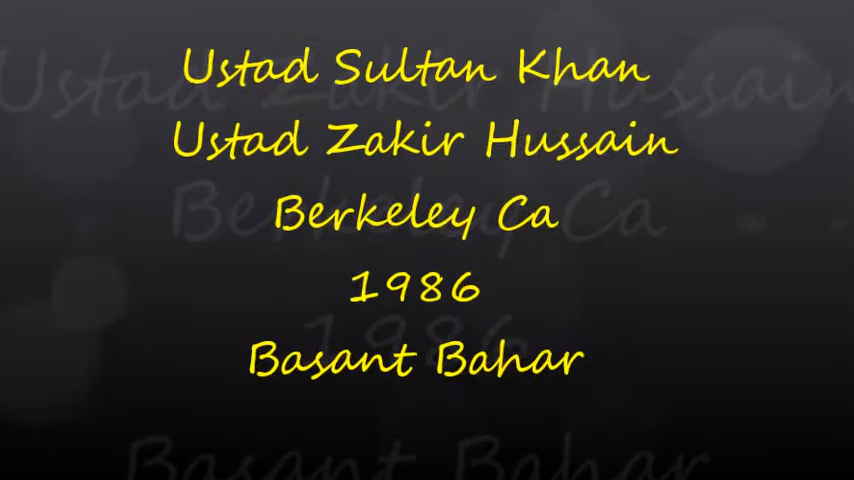 Ustad Sultan Khan
Ustad Zakir Hussain
Berkeley Ca
1986
Basant Bahar